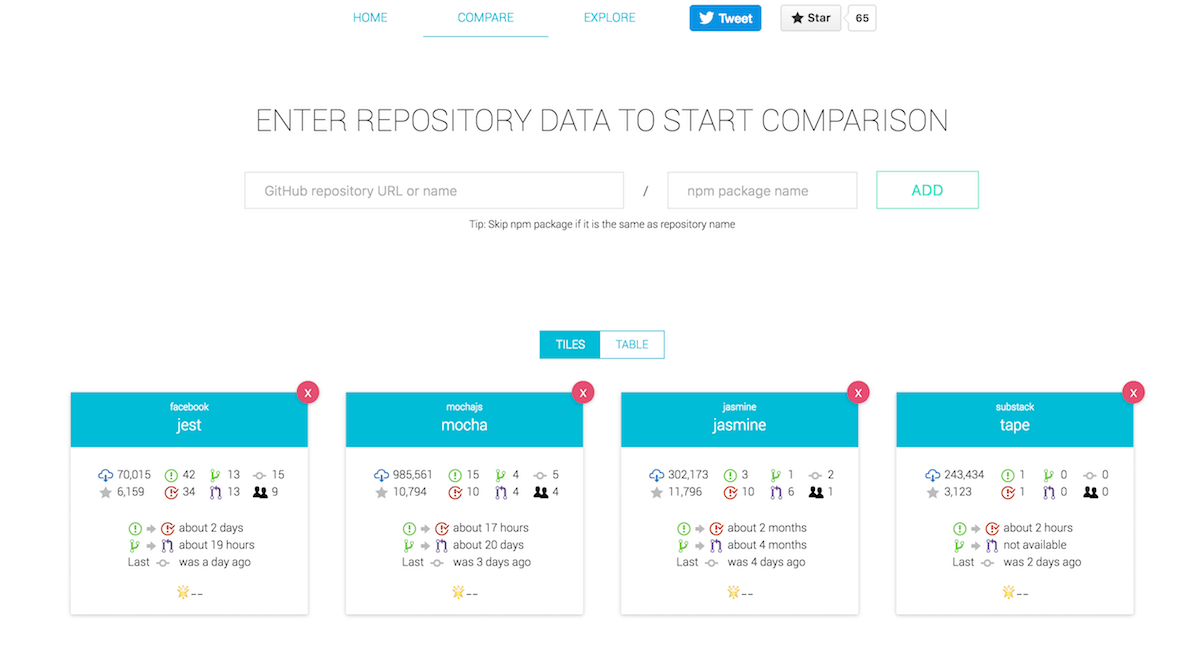 HOME COMPARE EXPLORE Tweet Star 65
ENTER REPOSITORY DATA TO START COMPARISON
GitHub repository URL or name / npm package name ADD
Tip: Skip npm package if it is the same as repository name
TILES TABLE
x
facebook
jest
70,015 42 13 15
6,159 34 13 9
about 2 days
about 19 hours
Last was a day ago
--
x
mochajs
mocha
985,561 15 4 5
10,794 10 4 4
about 17 hours
about 20 days
Last was 3 days ago
--
x
jasmine
jasmine
302,173 3 1 2
11,796 10 6 1
about 2 months
about 4 months
Last was 4 days ago
--
x
substack
tape
243,434 1 0 0
3,123 1 0 0
about 2 hours
not available
Last was 2 days ago
--